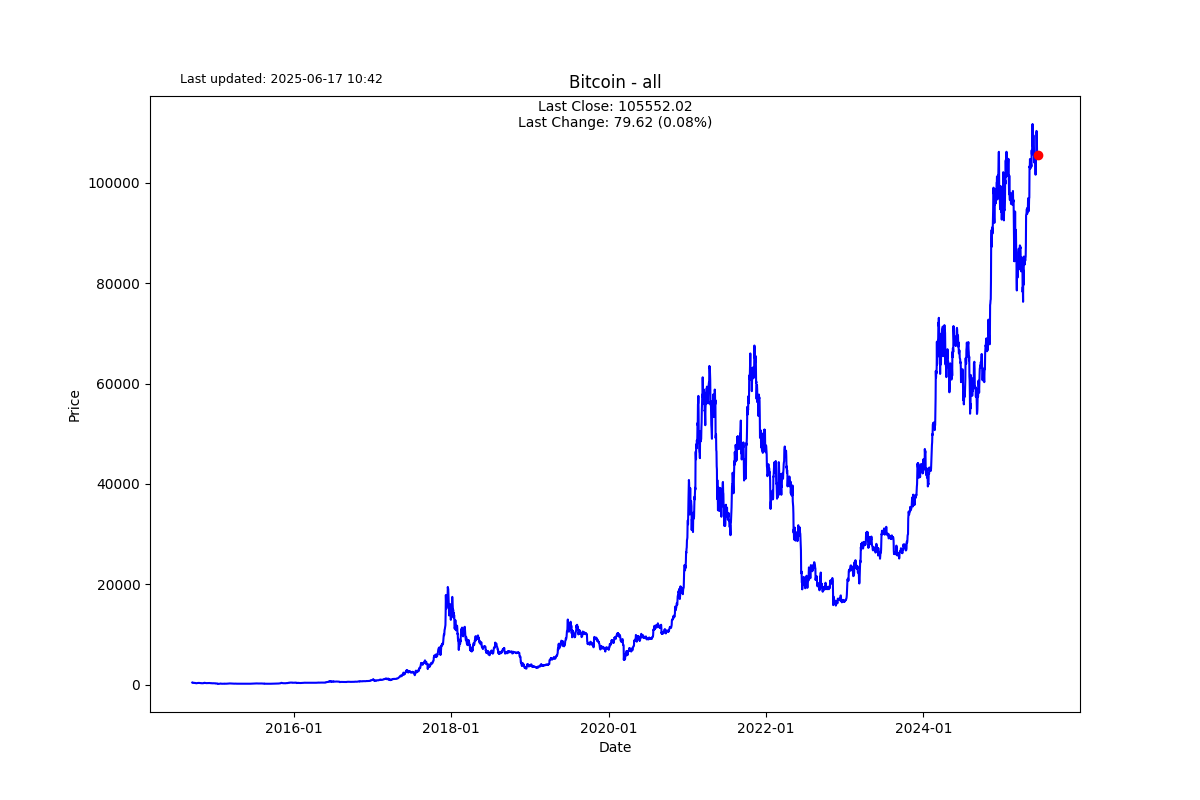 Last updated: 2025-06-17 10:42
Bitcoin - all
Last Close: 105552.02
Last Change: 79.62 (0.08%)
100000
80000
60000
40000
20000
0
Price
2016-01
2018-01
2020-01
2022-01
2024-01
Date